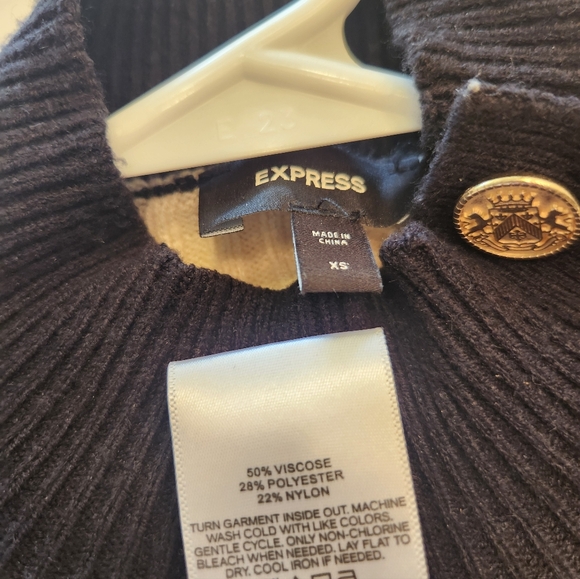 EXPRESS
MADE IN
CHINA
XS
50% VISCOSE
28% POLYESTER
22% NYLON
TURN GARMENT INSIDE OUT. MACHINE
WASH COLD WITH LIKE COLORS.
GENTLE CYCLE. ONLY NON-CHLORINE
BLEACH WHEN NEEDED. LAY FLAT TO
DRY. COOL IRON IF NEEDED.